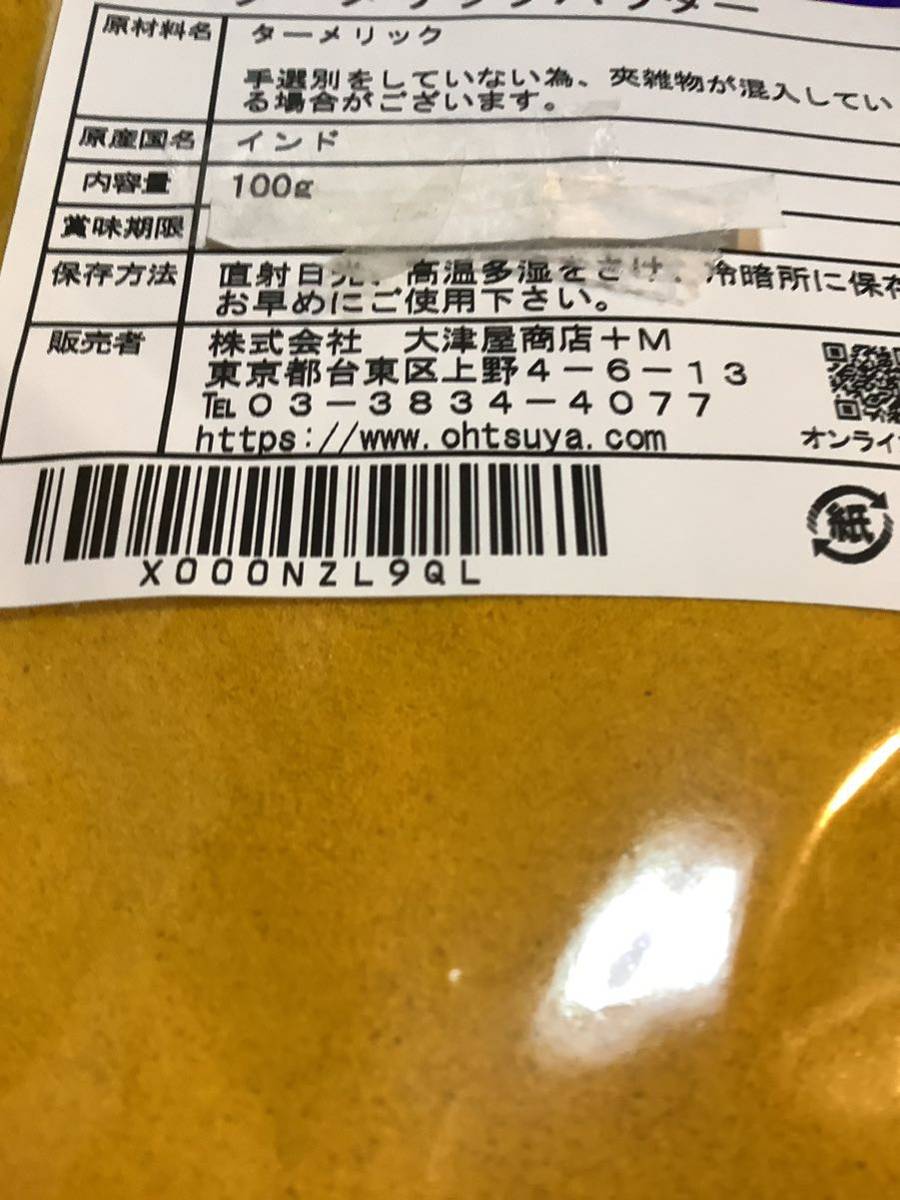 原材料名 ターメリック
手選別をしていない為、夾雑物が混入してい
る場合がございます。
原産国名 インド
内容量 100g
賞味期限
保存方法 直射日光、高温多湿をさけ、冷暗所に保存
お早めにご使用下さい。
販売者 株式会社 大津屋商店+M
東京都台東区上野4-6-13
TEL 03-3834-4077
https://www.ohtsuya.com
オンライ
X000NZL9QL
紙